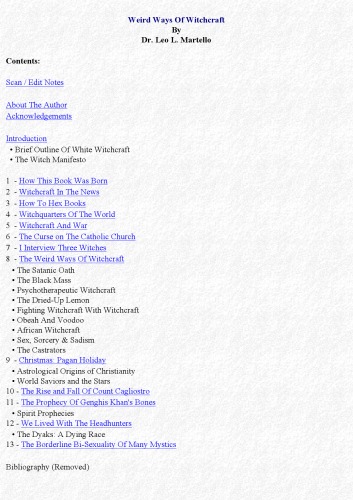 Weird Ways Of Witchcraft
By
Dr. Leo L. Martello
Contents:
Scan / Edit Notes
About The Author
Acknowledgements
Introduction
• Brief Outline Of White Witchcraft
• The Witch Manifesto
1 - How This Book Was Born
2 - Witchcraft In The News
3 - How To Hex Books
4 - Witchquarters Of The World
5 - Witchcraft And War
6 - The Curse on The Catholic Church
7 - I Interview Three Witches
8 - The Weird Ways Of Witchcraft
• The Satanic Oath
• The Black Mass
• Psychotherapeutic Witchcraft
• The Dried-Up Lemon
• Fighting Witchcraft With Witchcraft
• Obeah And Voodoo
• African Witchcraft
• Sex, Sorcery & Sadism
• The Castrators
9 - Christmas: Pagan Holiday
• Astrological Origins of Christianity
• World Saviors and the Stars
10 - The Rise and Fall Of Count Cagliostro
11 - The Prophecy Of Genghis Khan's Bones
• Spirit Prophecies
12 - We Lived With The Headhunters
• The Dyaks: A Dying Race
13 - The Borderline Bi-Sexuality Of Many Mystics
Bibliography (Removed)